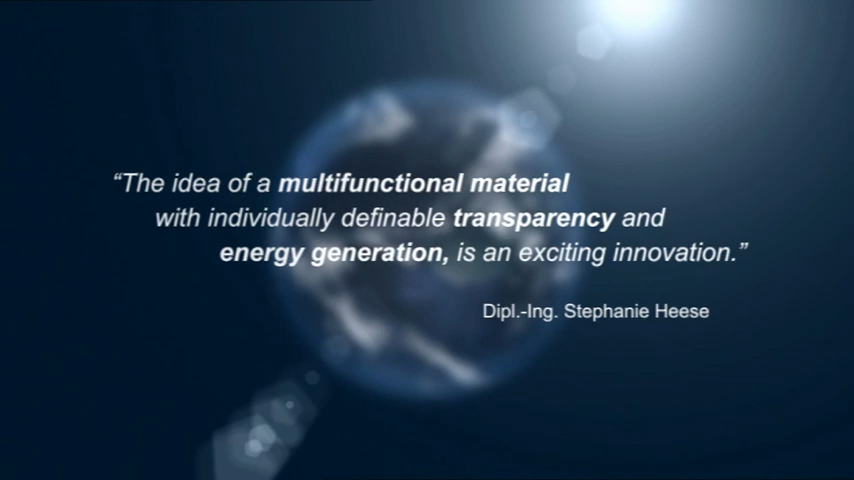 “The idea of a multifunctional material
with individually definable transparency and
energy generation, is an exciting innovation.”
Dipl.-Ing. Stephanie Heese